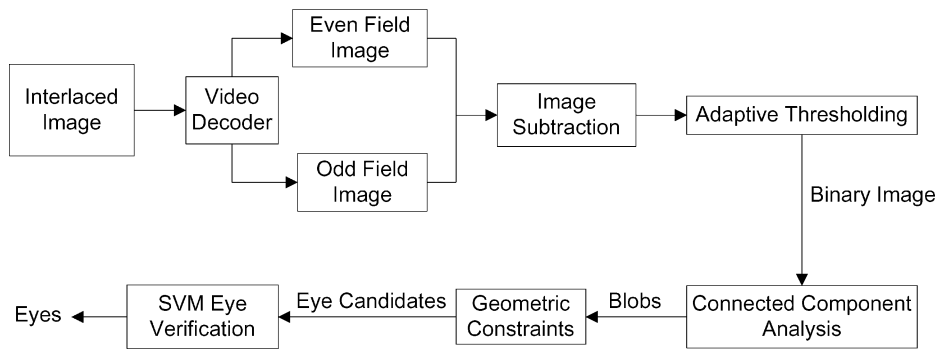 Interlaced
Image
Video
Decoder
Even Field
Image
Odd Field
Image
Image
Subtraction
Adaptive Thresholding
Binary Image
Connected Component
Analysis
Blobs
Geometric
Constraints
Eye Candidates
SVM Eye
Verification
Eyes